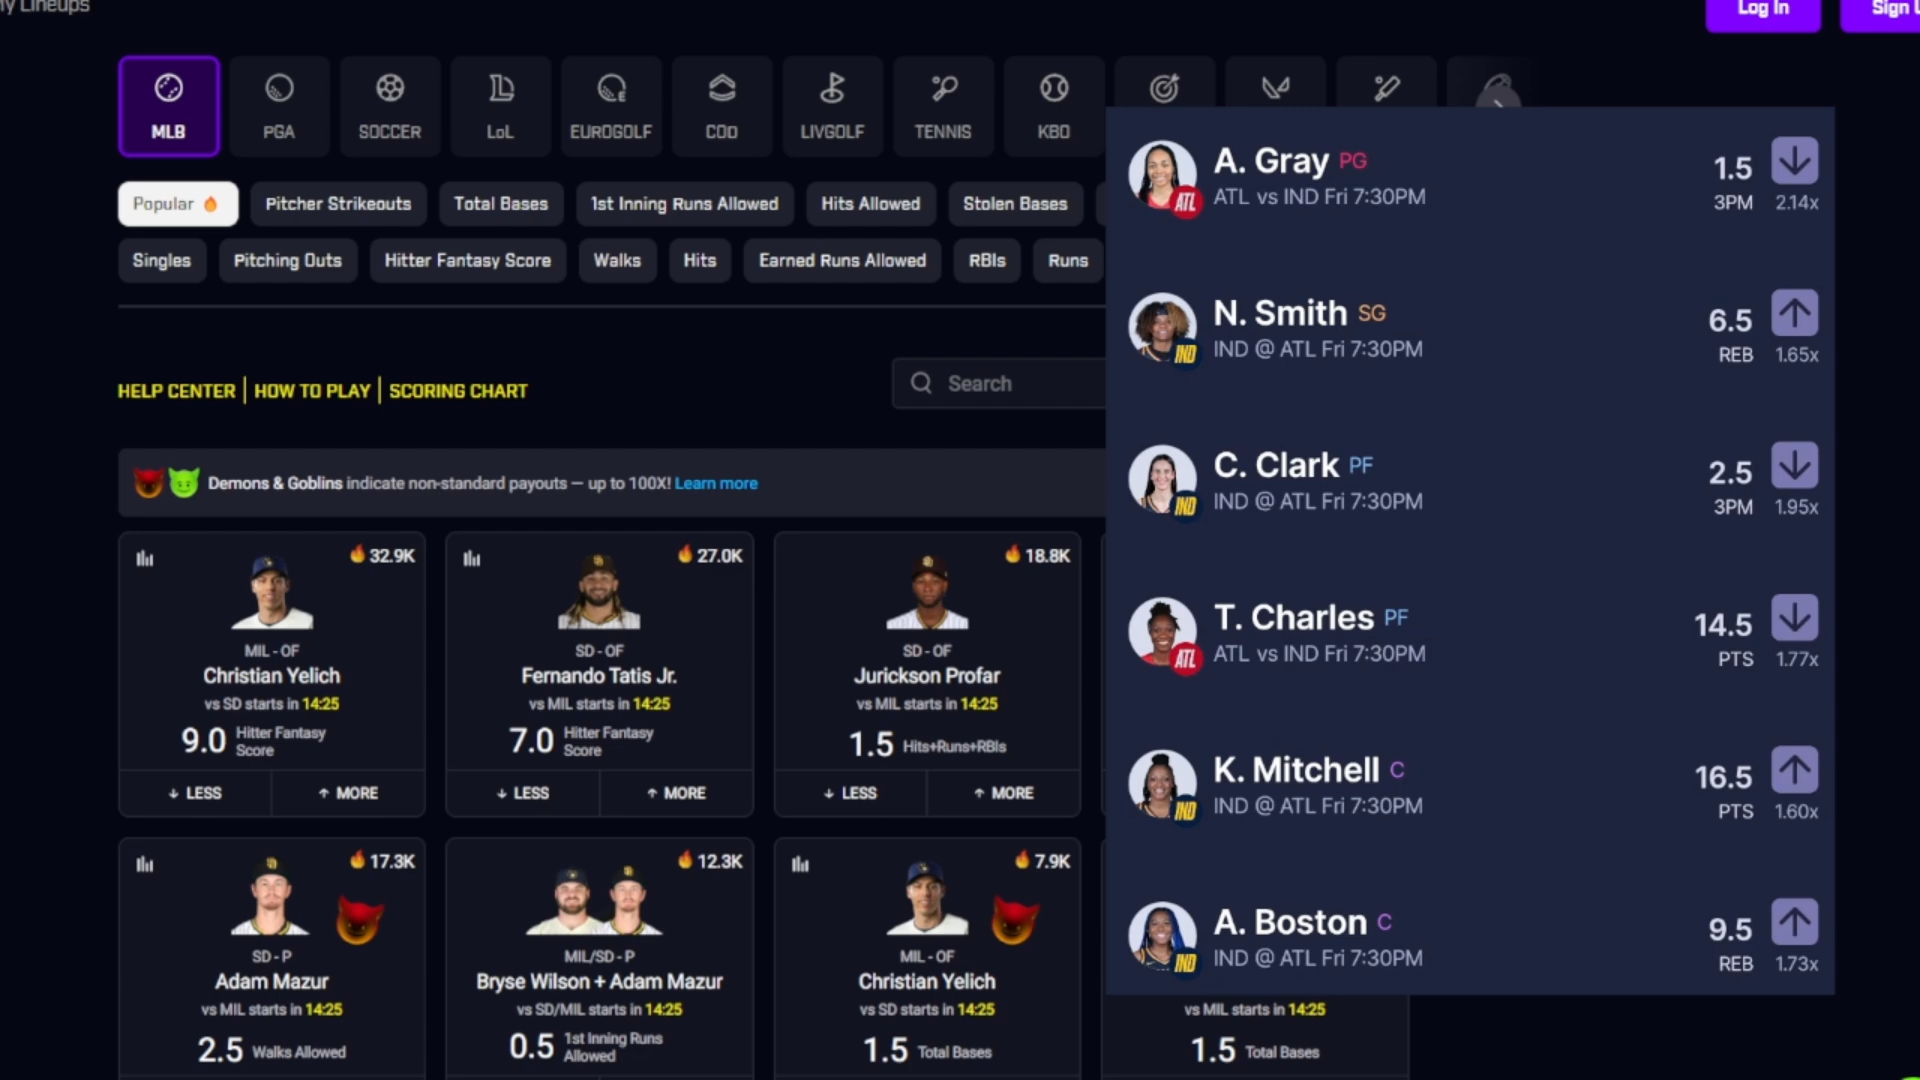 My Lineups
Log In
Sign U
MLB
PGA
SOCCER
LoL
EUROGOLF
COD
LIVGOLF
TENNIS
KBO
Popular
Pitcher Strikeouts
Total Bases
1st Inning Runs Allowed
Hits Allowed
Stolen Bases
Singles
Pitching Outs
Hitter Fantasy Score
Walks
Hits
Earned Runs Allowed
RBIs
Runs
HELP CENTER | HOW TO PLAY | SCORING CHART
Search
Demons & Goblins indicate non-standard payouts — up to 100X! Learn more
32.9K
MIL - OF
Christian Yelich
vs SD starts in 14:25
9.0 Hitter Fantasy
Score
LESS
MORE
27.0K
SD - OF
Fernando Tatis Jr.
vs MIL starts in 14:25
7.0 Hitter Fantasy
Score
LESS
MORE
18.8K
SD - OF
Jurickson Profar
vs MIL starts in 14:25
1.5 Hits+Runs+RBIs
LESS
MORE
17.3K
SD - P
Adam Mazur
vs MIL starts in 14:25
2.5 Walks Allowed
12.3K
MIL/SD - P
Bryse Wilson + Adam Mazur
vs SD/MIL starts in 14:25
0.5 1st Inning Runs
Allowed
7.9K
MIL - OF
Christian Yelich
vs SD starts in 14:25
1.5 Total Bases
vs MIL starts in 14:25
1.5 Total Bases
A. Gray PG
ATL vs IND Fri 7:30PM
ATL
1.5
3PM
2.14x
N. Smith SG
IND @ ATL Fri 7:30PM
IND
6.5
REB
1.65x
C. Clark PF
IND @ ATL Fri 7:30PM
IND
2.5
3PM
1.95x
T. Charles PF
ATL vs IND Fri 7:30PM
ATL
14.5
PTS
1.77x
K. Mitchell C
IND @ ATL Fri 7:30PM
IND
16.5
PTS
1.60x
A. Boston C
IND @ ATL Fri 7:30PM
IND
9.5
REB
1.73x